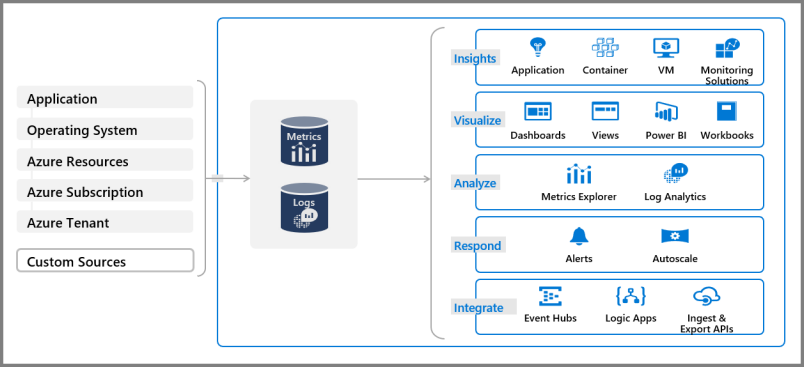 Application
Operating System
Azure Resources
Azure Subscription
Azure Tenant
Custom Sources
Metrics
Logs
Insights
Application
Container
VM
Monitoring
Solutions
Visualize
Dashboards
Views
Power BI
Workbooks
Analyze
Metrics Explorer
Log Analytics
Respond
Alerts
Autoscale
Integrate
Event Hubs
Logic Apps
Ingest &
Export APIs